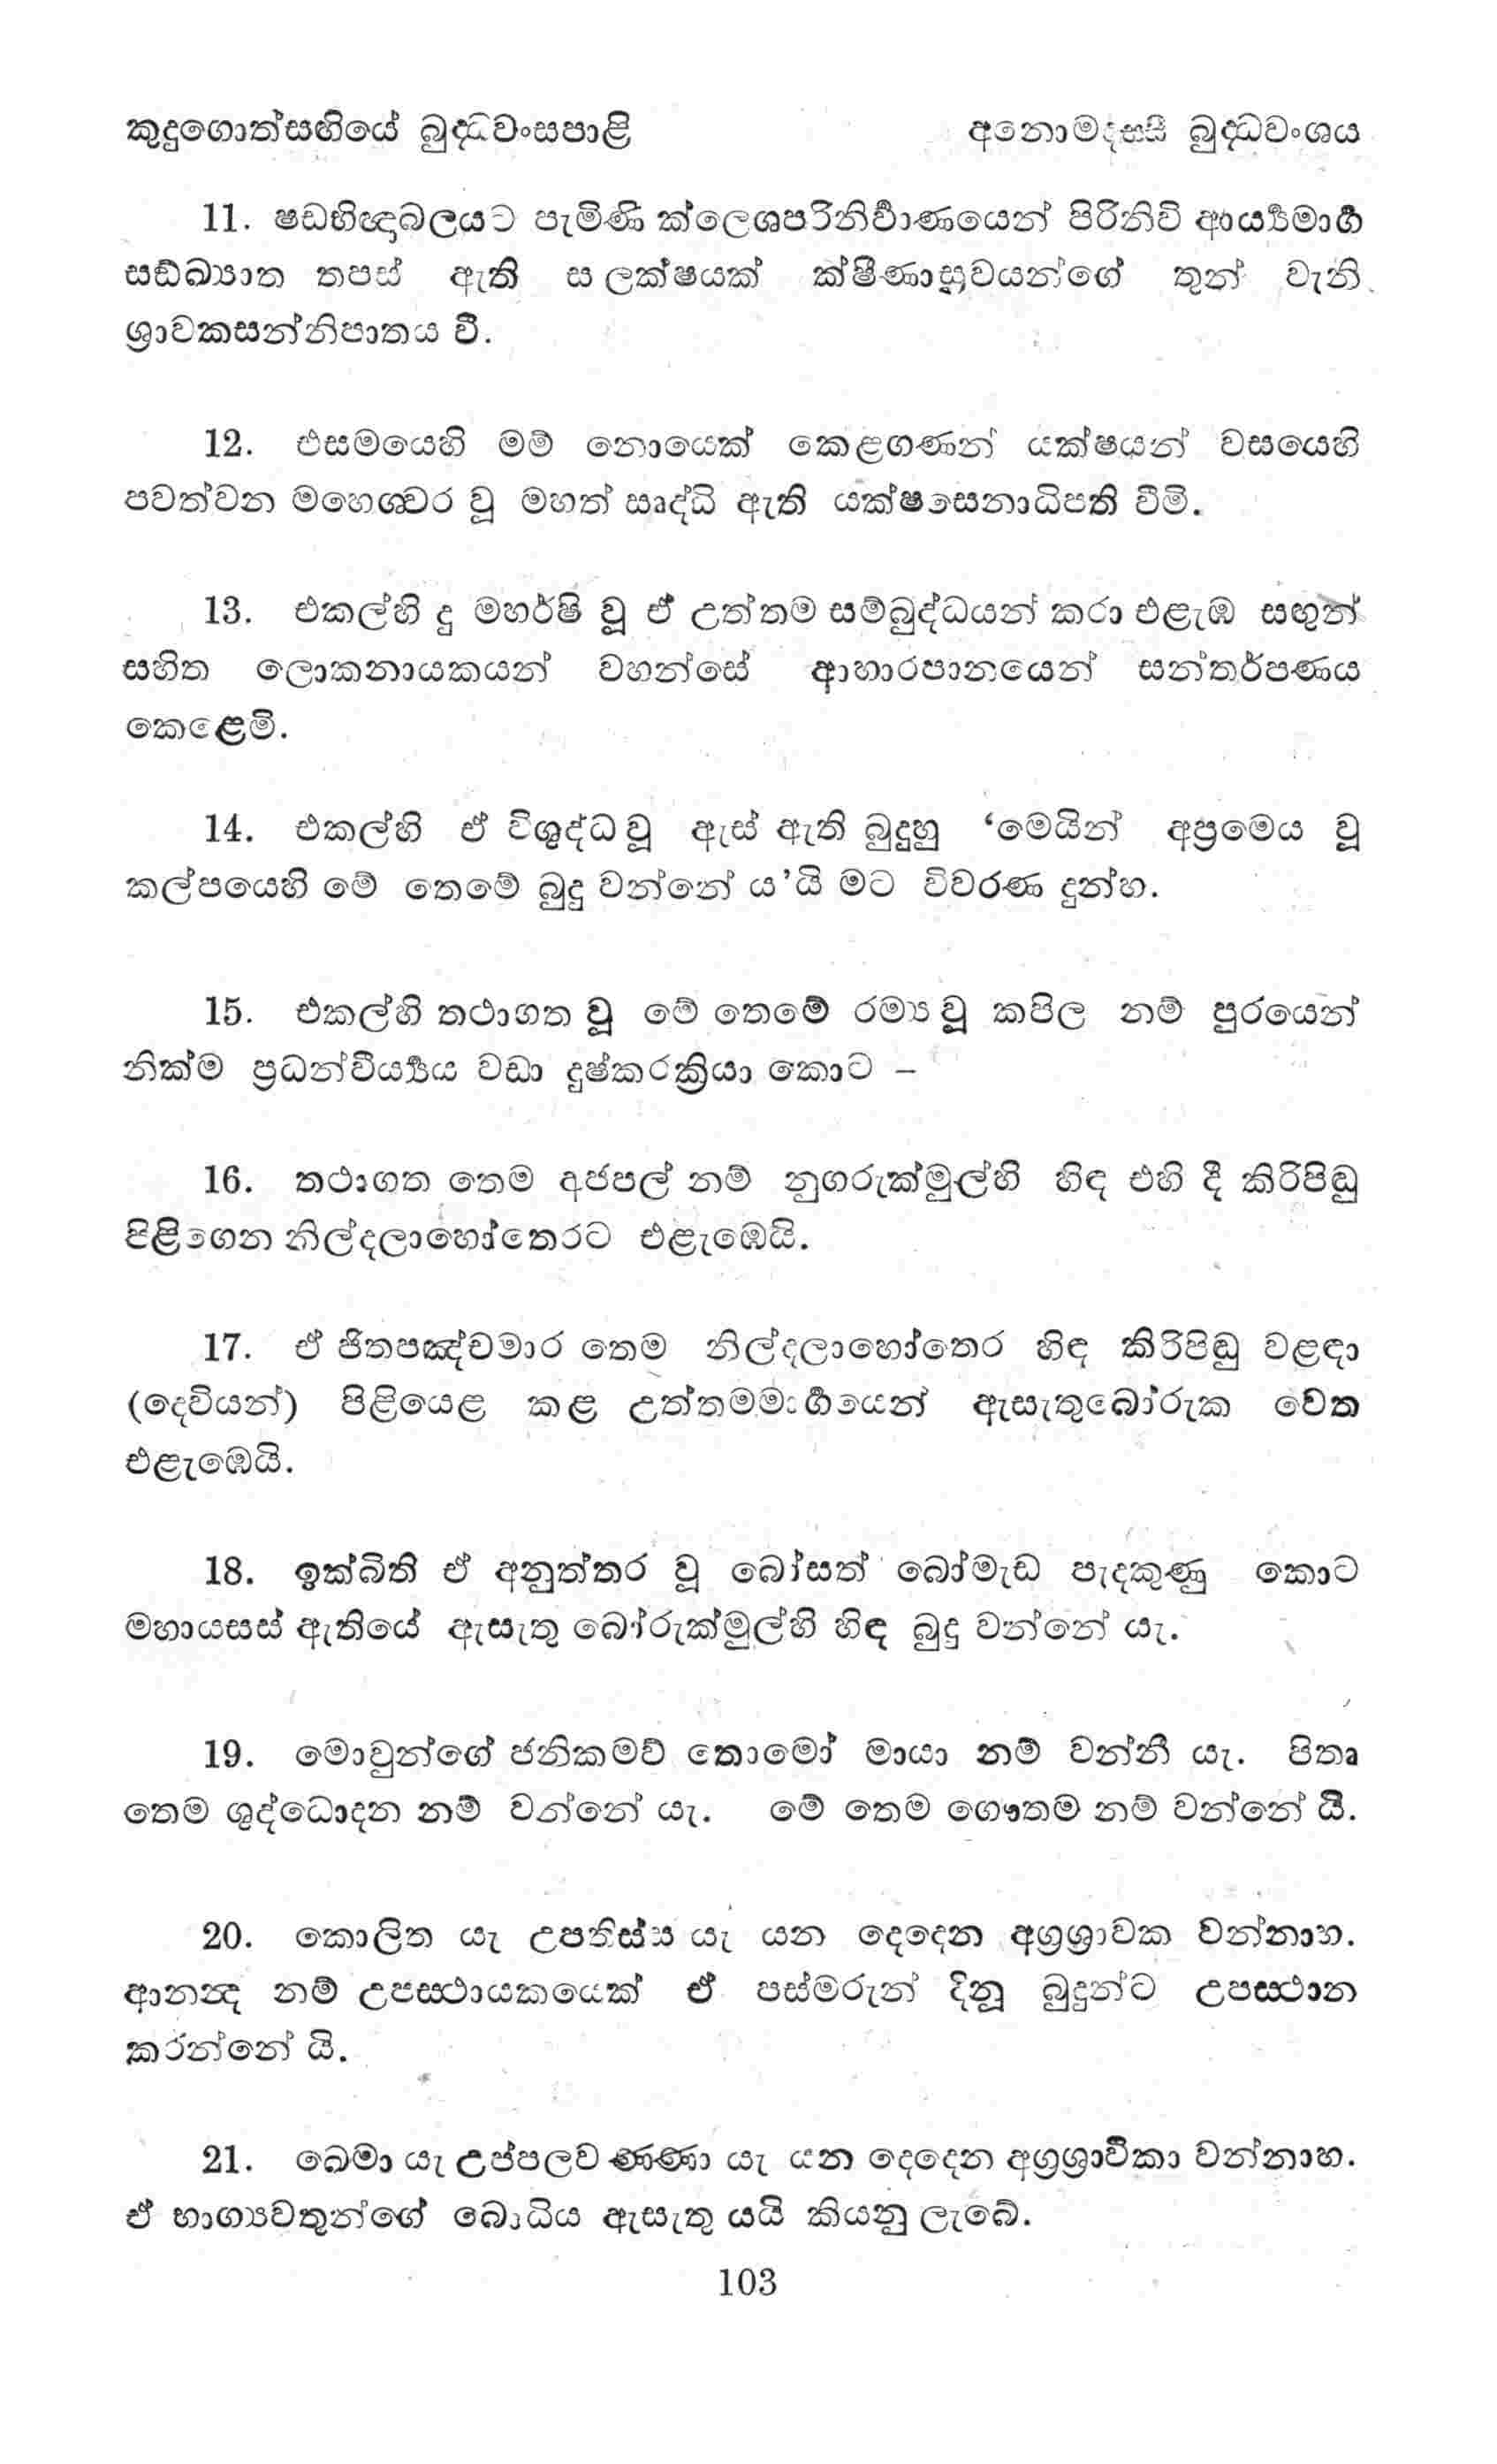 කුදුගොත්සඟියේ බුද්ධවංසපාළි අනොමදස්සී බුද්ධවංශය
11. ෂඩභිඥාබලයට පැමිණි ක්ලෙශපරිනිර්වාණයෙන් පිරිනිවි ආර්‍ය්‍යමාර්ග
සඞ්ඛ්‍යාත තපස් ඇති ස ලක්ෂයක් ක්ෂීණාස්‍රවයන්ගේ තුන් වැනි
ශ්‍රාවකසන්නිපාතය වී.
12. එසමයෙහි මම් නොයෙක් කෙළගණන් යක්ෂයන් වසයෙහි
පවත්වන මහෙශ්වර වූ මහත් ඍද්ධි ඇති යක්ෂසෙනාධිපති වීමි.
13. එකල්හි දු මහර්ෂි වූ ඒ උත්තම සම්බුද්ධයන් කරා එළැඹ සඟුන්
සහිත ලොකනායකයන් වහන්සේ ආහාරපානයෙන් සන්තර්පණය
කෙළෙමි.
14. එකල්හි ඒ විශුද්ධ වූ ඇස් ඇති බුදුහු ‘මෙයින් අප්‍රමෙය වූ
කල්පයෙහි මේ තෙමේ බුදු වන්නේ ය’යි මට විවරණ දුන්හ.
15. එකල්හි තථාගත වූ මේ තෙමේ රම්‍ය වූ කපිල නම් පුරයෙන්
නික්ම ප්‍රධන්වීර්‍ය්‍යය වඩා දුෂ්කරක්‍රියා කොට –
16. තථාගත තෙම අජපල් නම් නුගරුක්මුල්හි හිඳ එහි දී කිරිපිඬු
පිළිගෙන නිල්දලාහෝතෙරට එළැඹෙයි.
17. ඒ ජිතපඤ්චමාර තෙම නිල්දලාහෝතෙර හිඳ කිරිපිඬු වළඳා
(දෙවියන්) පිළියෙළ කළ උත්තමමාර්ගයෙන් ඇසැතුබෝරුක වෙත
එළැඹෙයි.
18. ඉක්බිති ඒ අනුත්තර වූ බෝසත් බෝමැඩ පැදකුණු කොට
මහායසස් ඇතියේ ඇසැතු බෝරුක්මුල්හි හිඳ බුදු වන්නේ යැ.
19. මොවුන්ගේ ජනිකමව් තොමෝ මායා නම් වන්නී යැ. පිතෘ
තෙම ශුද්ධොදන නම් වන්නේ යැ. මේ තෙම ගෞතම නම් වන්නේ යි.
20. කොලිත යැ උපතිස්ස යැ යන දෙදෙන අග්‍රශ්‍රාවක වන්නාහ.
ආනන්ද නම් උපස්ථායකයෙක් ඒ පස්මරුන් දිනූ බුදුන්ට උපස්ථාන
කරන්නේ යි.
21. ඛෙමා යැ උප්පලවණ්ණා යැ යන දෙදෙන අග්‍රශ්‍රාවිකා වන්නාහ.
ඒ භාග්‍යවතුන්ගේ බොධිය ඇසැතු යයි කියනු ලැබේ.
103